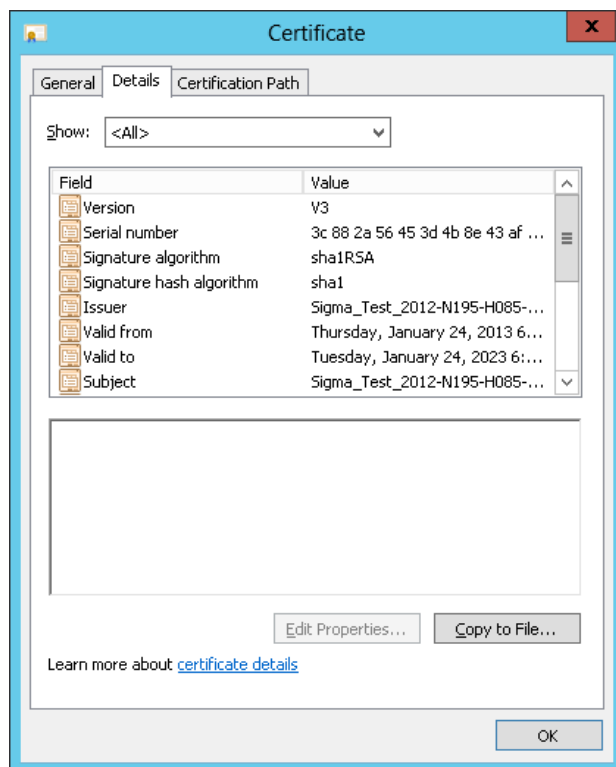 Certificate
x
General Details Certification Path
Show: <All>
Field Value
Version V3
Serial number 3c 88 2a 56 45 3d 4b 8e 43 af ...
Signature algorithm sha1RSA
Signature hash algorithm sha1
Issuer Sigma_Test_2012-N195-H085-...
Valid from Thursday, January 24, 2013 6...
Valid to Tuesday, January 24, 2023 6:...
Subject Sigma_Test_2012-N195-H085-...
Edit Properties... Copy to File...
Learn more about certificate details
OK